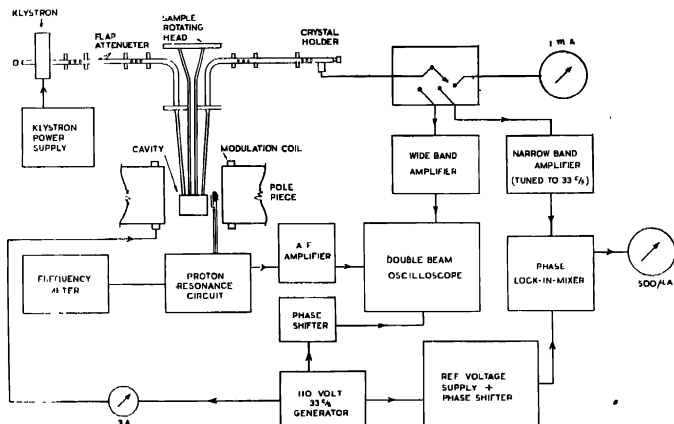 KLYSTRON
FLAP
ATTENUETER
SAMPLE
ROTATING
HEAD
CRYSTAL
HOLDER
1 mA
KLYSTRON
POWER
SUPPLY
CAVITY
MODULATION COIL
POLE
PIECE
WIDE BAND
AMPLIFIER
NARROW BAND
AMPLIFIER
(TUNED TO 33 c/s)
FREQUENCY
METER
PROTON
RESONANCE
CIRCUIT
A F
AMPLIFIER
DOUBLE BEAM
OSCILLOSCOPE
PHASE
LOCK-IN-MIXER
500 μA
PHASE
SHIFTER
110 VOLT
33 c/s
GENERATOR
REF VOLTAGE
SUPPLY +
PHASE SHIFTER
3A